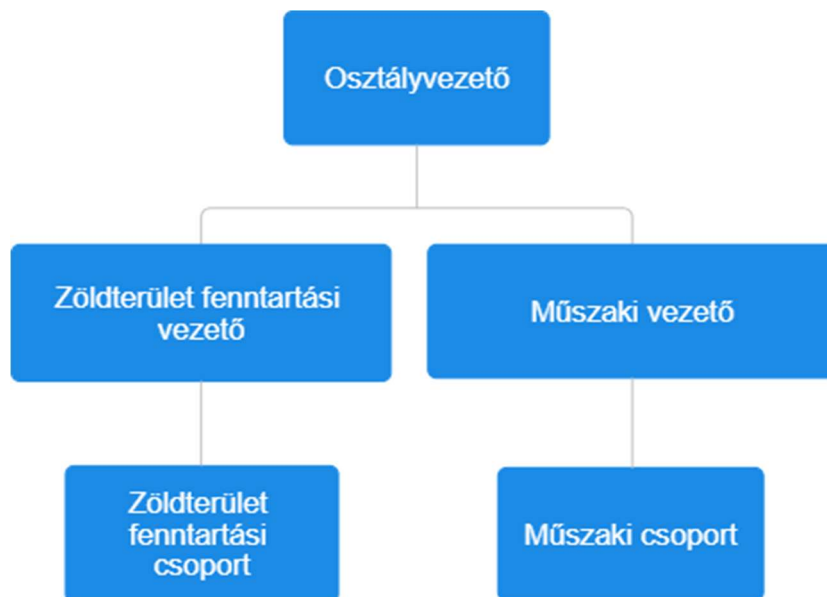 Osztályvezető
Zöldterület fenntartási
vezető
Műszaki vezető
Zöldterület
fenntartási
csoport
Műszaki csoport